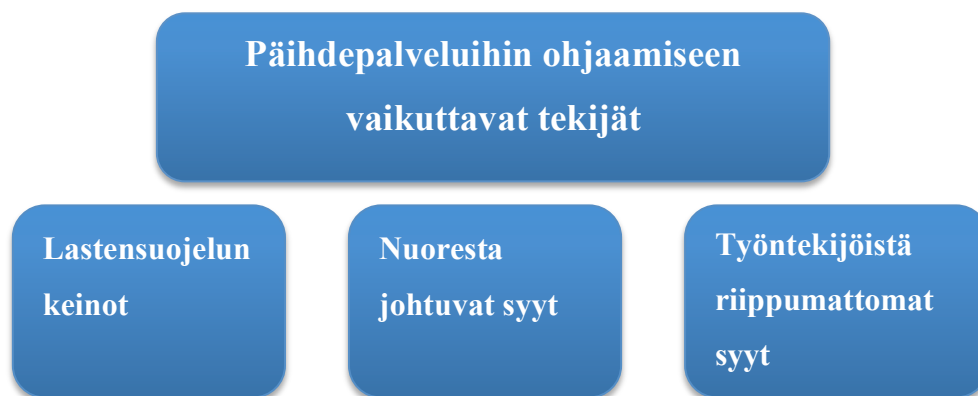 Päihdepalveluihin ohjaamiseen
vaikuttavat tekijät
Lastensuojelun
keinot
Nuoresta
johtuvat syyt
Työntekijöistä
riippumattomat
syyt